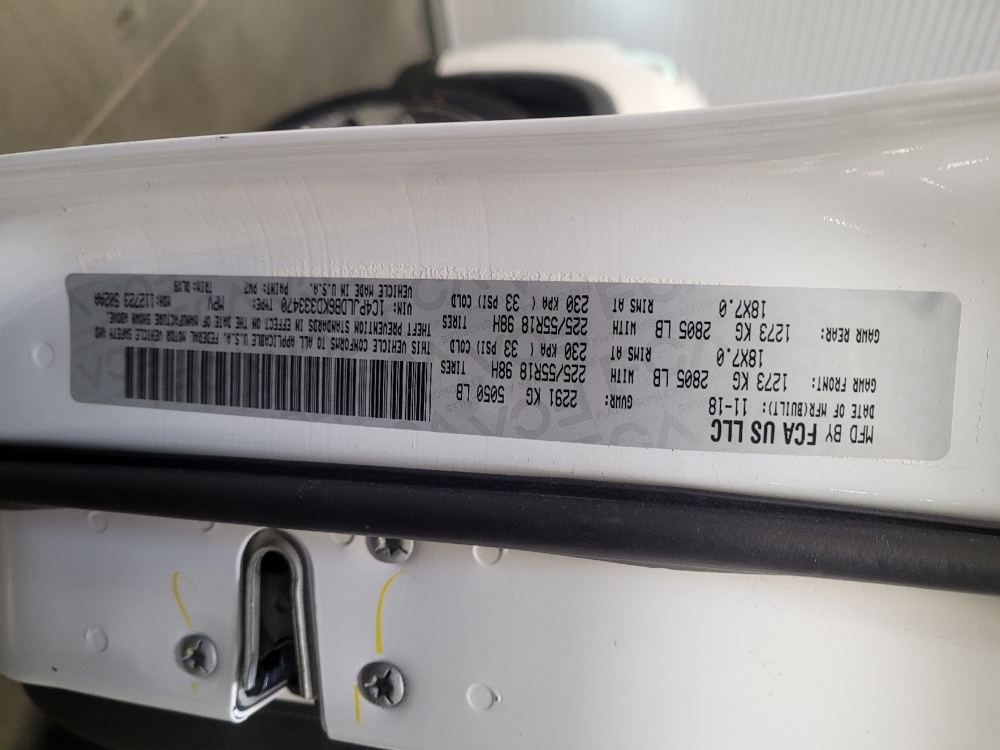 MFD BY FCA US LLC
DATE OF MFR(BUILT): 11-18
GVWR: 2291 KG 5050 LB
GAWR FRONT: 1273 KG 2805 LB WITH 225/55R18 98H TIRES
18X7.0 RIMS AT 230 KPA ( 33 PSI) COLD
GAWR REAR: 1273 KG 2805 LB WITH 225/55R18 98H TIRES
18X7.0 RIMS AT 230 KPA ( 33 PSI) COLD
THIS VEHICLE CONFORMS TO ALL APPLICABLE U.S.A. FEDERAL MOTOR VEHICLE SAFETY AND
THEFT PREVENTION STANDARDS IN EFFECT ON THE DATE OF MANUFACTURE SHOWN ABOVE.
VIN: 1C4PJLDB6KD333470 TYPE: MPV MDH: 112723 5024A
VEHICLE MADE IN U.S.A. PAINT: PW7 TRIM: DLX9